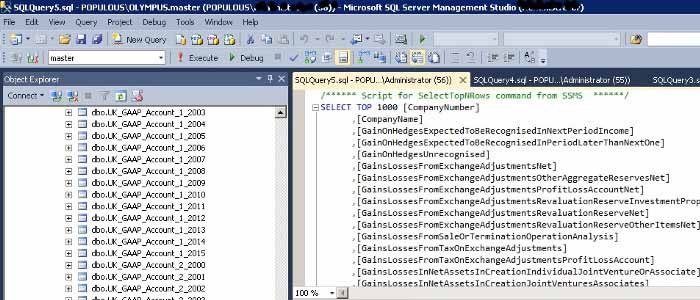 SQLQuery5.sql - POPULOUS\OLYMPUS.master (POPULOUS\ - Microsoft SQL Server Management Studio
File Edit View Query Project Debug Tools Window Help
New Query
master Execute Debug
Object Explorer
Connect
dbo.UK_GAAP_Account_1_2003
dbo.UK_GAAP_Account_1_2004
dbo.UK_GAAP_Account_1_2005
dbo.UK_GAAP_Account_1_2006
dbo.UK_GAAP_Account_1_2007
dbo.UK_GAAP_Account_1_2008
dbo.UK_GAAP_Account_1_2009
dbo.UK_GAAP_Account_1_2010
dbo.UK_GAAP_Account_1_2011
dbo.UK_GAAP_Account_1_2012
dbo.UK_GAAP_Account_1_2013
dbo.UK_GAAP_Account_1_2014
dbo.UK_GAAP_Account_1_2015
dbo.UK_GAAP_Account_2_2000
dbo.UK_GAAP_Account_2_2001
dbo.UK_GAAP_Account_2_2002
dbo.UK_GAAP_Account_2_2003
SQLQuery5.sql - POPU...\Administrator (56))* SQLQuery4.sql - POPU...\Administrator (55)) SQLQuery3.s
/****** Script for SelectTopNRows command from SSMS ******/
SELECT TOP 1000 [CompanyNumber]
,[CompanyName]
,[GainOnHedgesExpectedToBeRecognisedInNextPeriodIncome]
,[GainOnHedgesExpectedToBeRecognisedInPeriodLaterThanNextOne]
,[GainOnHedgesUnrecognised]
,[GainsLossesFromExchangeAdjustmentsNet]
,[GainsLossesFromExchangeAdjustmentsOtherAggregateReservesNet]
,[GainsLossesFromExchangeAdjustmentsProfitLossAccountNet]
,[GainsLossesFromExchangeAdjustmentsRevaluationReserveInvestmentProp
,[GainsLossesFromExchangeAdjustmentsRevaluationReserveNet]
,[GainsLossesFromExchangeAdjustmentsRevaluationReserveOtherItemsNet]
,[GainsLossesFromSaleOrTerminationOperationAnalysis]
,[GainsLossesFromTaxOnExchangeAdjustments]
,[GainsLossesFromTaxOnExchangeAdjustmentsProfitLossAccount]
,[GainsLossesInNetAssetsInCreationIndividualJointVentureOrAssociate]
,[GainsLossesInNetAssetsInCreationJointVenturesAssociates]
100 %